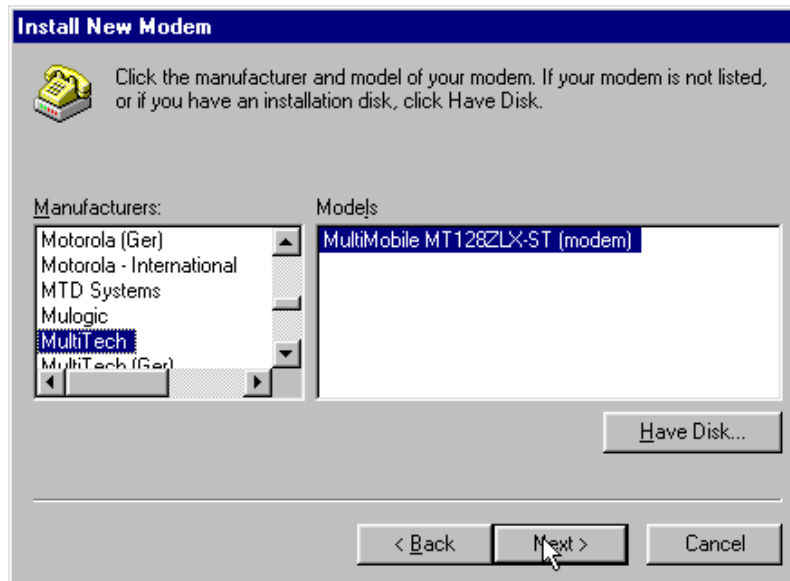 Install New Modem
Click the manufacturer and model of your modem. If your modem is not listed,
or if you have an installation disk, click Have Disk.
Manufacturers:
Motorola (Ger)
Motorola - International
MTD Systems
Mulogic
MultiTech
MultiTech (Ger)
Models
MultiMobile MT128ZLX-ST (modem)
Have Disk...
< Back
Next >
Cancel